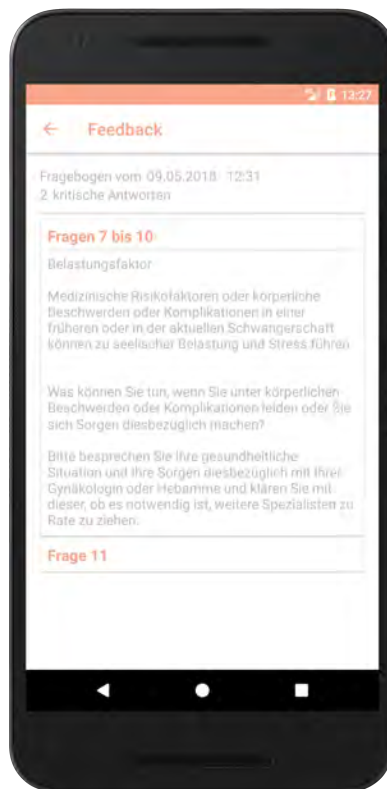 13:27
Feedback
Fragebogen vom 09.05.2018 12:31
2 kritische Antworten
Fragen 7 bis 10
Belastungsfaktor
Medizinische Risikofaktoren oder körperliche
Beschwerden oder Komplikationen in einer
früheren oder in der aktuellen Schwangerschaft
können zu seelischer Belastung und Stress führen.
Was können Sie tun, wenn Sie unter körperlichen
Beschwerden oder Komplikationen leiden oder Sie
sich Sorgen diesbezüglich machen?
Bitte besprechen Sie Ihre gesundheitliche
Situation und Ihre Sorgen diesbezüglich mit Ihrer
Gynäkologin oder Hebamme und klären Sie mit
dieser, ob es notwendig ist, weitere Spezialisten zu
Rate zu ziehen.
Frage 11